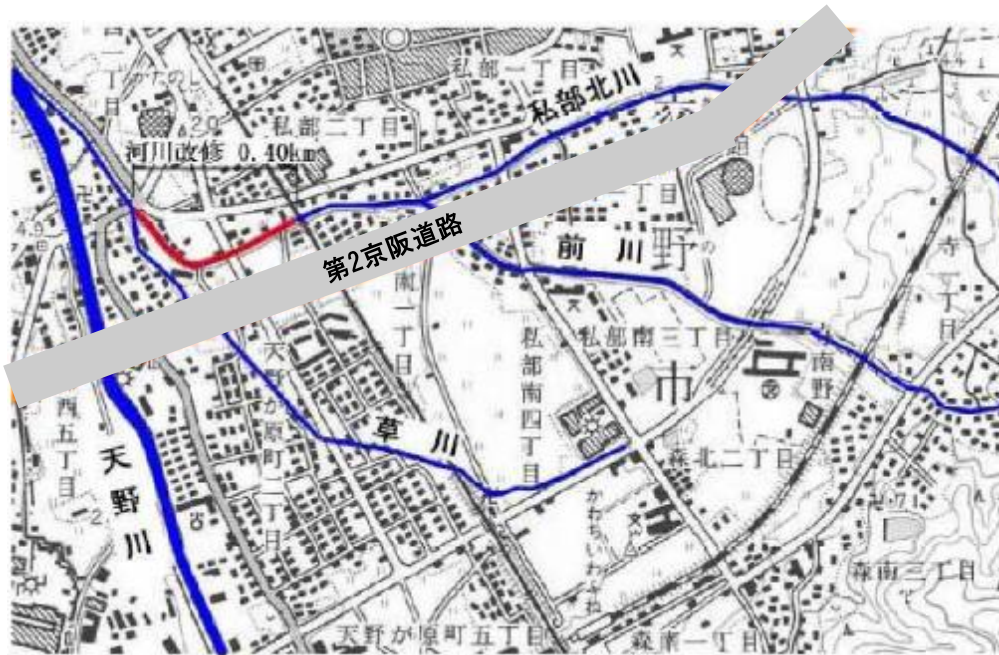 私部一丁目
私部北川
私部二丁目
河川改修 0.40km
第2京阪道路
前川
野
寺
丁目
南一丁目
私部南三丁目
私部南四丁目
市
南野
天野が原町二丁目
草川
西五丁目
天野川
森北二丁目
かわちいわふね
71
森南三丁目
天野が原町五丁目
森南一丁目